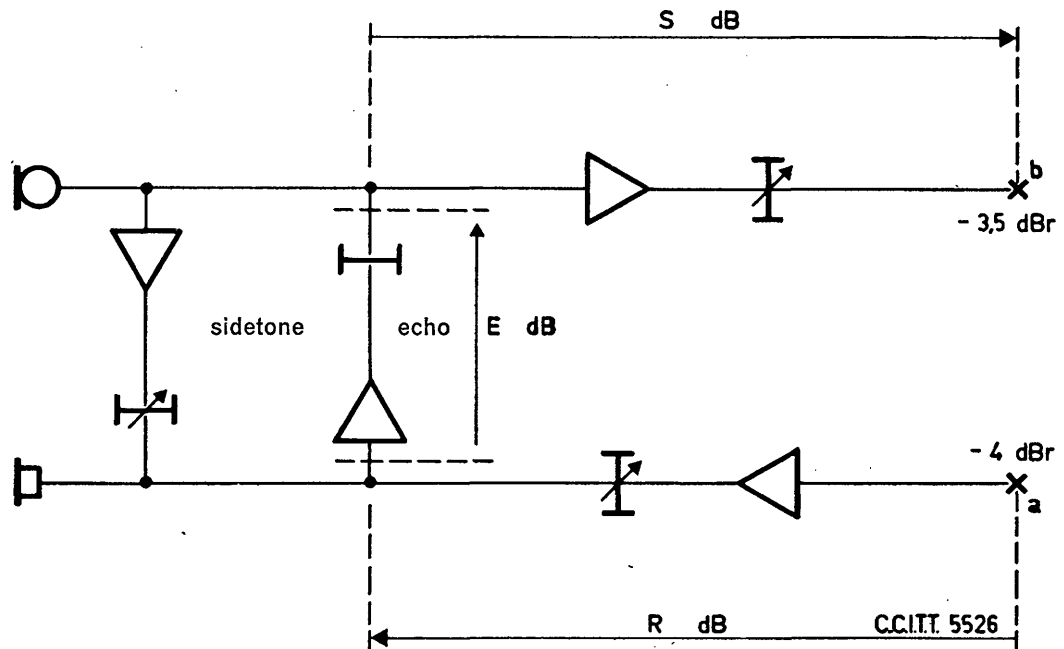 S dB
b
- 3,5 dBr
sidetone echo E dB
- 4 dBr
a
R dB C.C.I.T.T. 5526